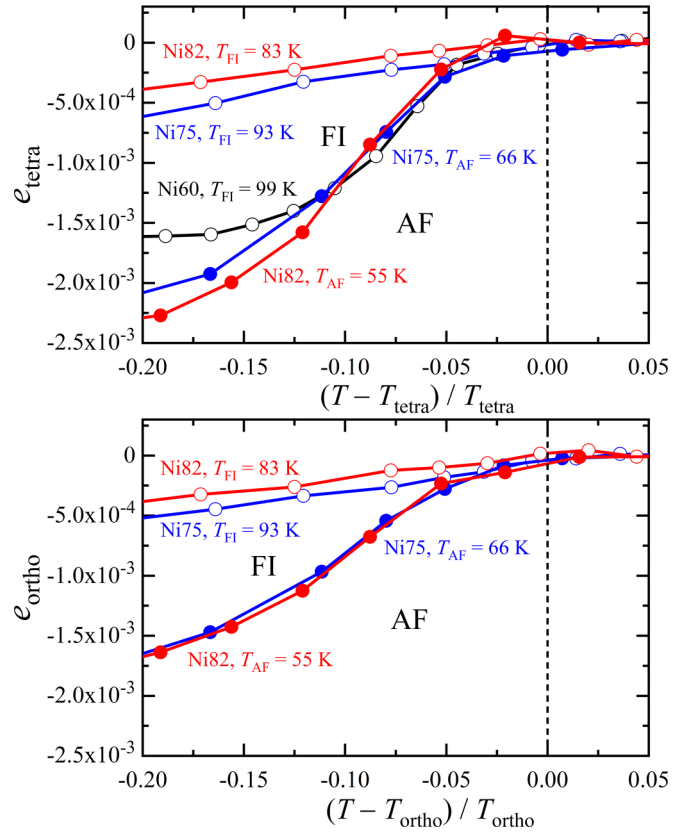 0
Ni82, T_FI = 83 K
-5.0x10⁻⁴
Ni75, T_FI = 93 K
FI
Ni75, T_AF = 66 K
-1.0x10⁻³
e_tetra
Ni60, T_FI = 99 K
AF
-1.5x10⁻³
-2.0x10⁻³
Ni82, T_AF = 55 K
-2.5x10⁻³
-0.20 -0.15 -0.10 -0.05 0.00 0.05
(T − T_tetra) / T_tetra
0
Ni82, T_FI = 83 K
-5.0x10⁻⁴
Ni75, T_FI = 93 K
Ni75, T_AF = 66 K
FI
-1.0x10⁻³
e_ortho
AF
-1.5x10⁻³
Ni82, T_AF = 55 K
-2.0x10⁻³
-2.5x10⁻³
-0.20 -0.15 -0.10 -0.05 0.00 0.05
(T − T_ortho) / T_ortho